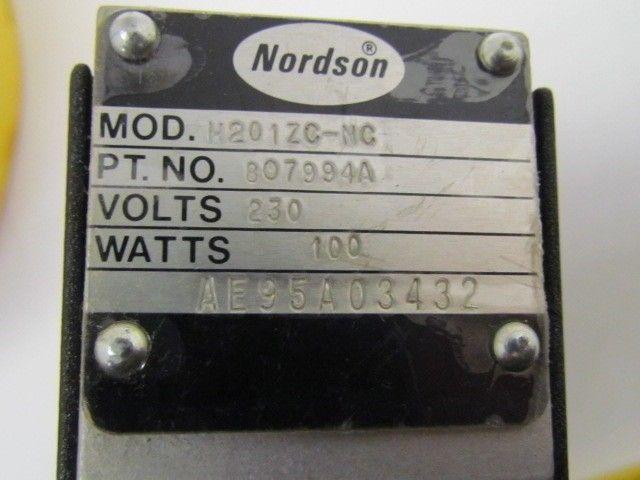 Nordson®
MOD. H201ZC-NC
PT. NO. 807994A
VOLTS 230
WATTS 100
AE95A03432